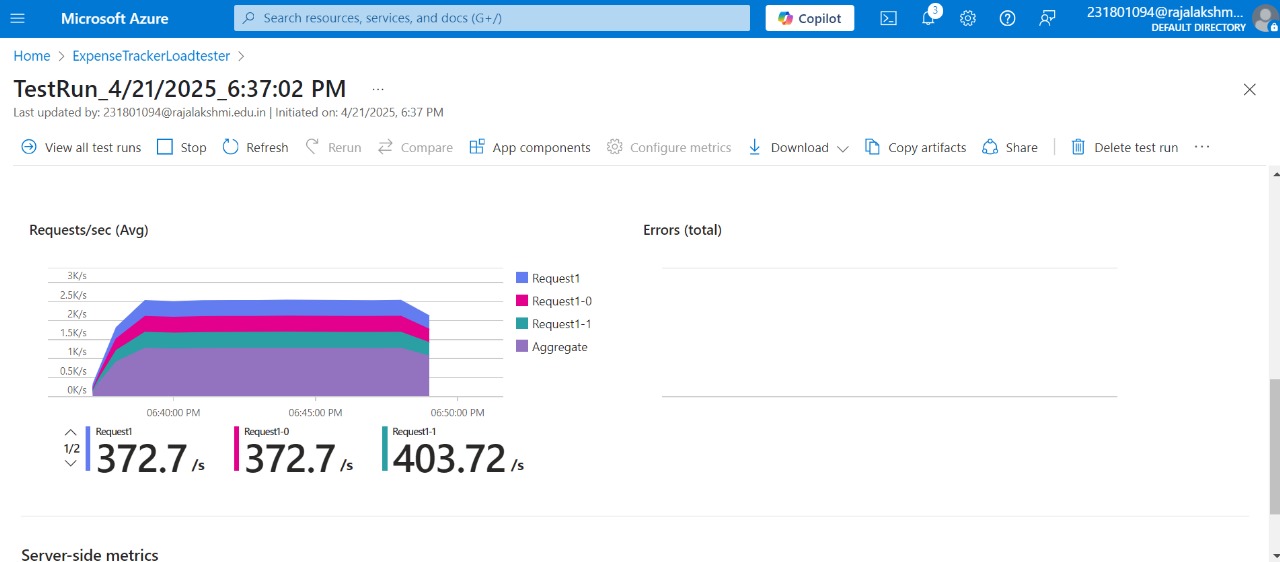 Microsoft Azure
Search resources, services, and docs (G+/)
Copilot
3
231801094@rajalakshm...
DEFAULT DIRECTORY
Home > ExpenseTrackerLoadtester >
TestRun_4/21/2025_6:37:02 PM ...
Last updated by: 231801094@rajalakshmi.edu.in | Initiated on: 4/21/2025, 6:37 PM
View all test runs Stop Refresh Rerun Compare App components Configure metrics Download Copy artifacts Share Delete test run ...
Requests/sec (Avg)
3K/s
2.5K/s
2K/s
1.5K/s
1K/s
0.5K/s
0K/s
06:40:00 PM 06:45:00 PM 06:50:00 PM
Request1
Request1-0
Request1-1
Aggregate
1/2
Request1
372.7 /s
Request1-0
372.7 /s
Request1-1
403.72 /s
Errors (total)
Server-side metrics